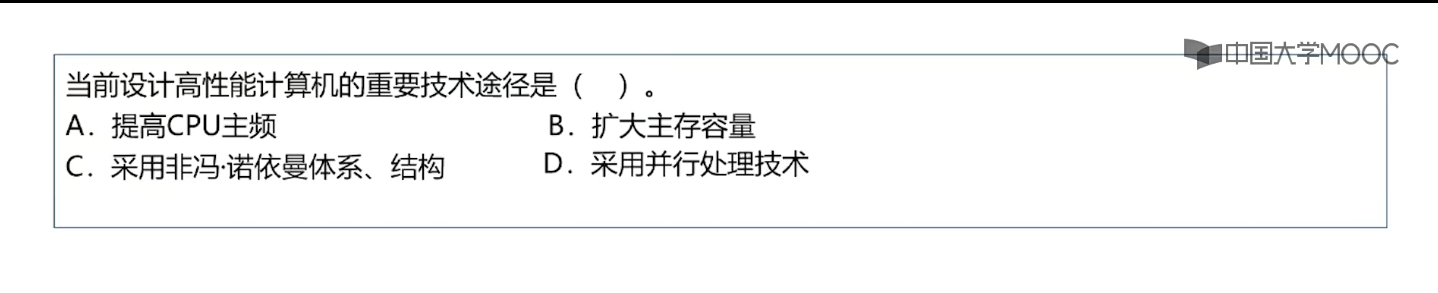 中国大学MOOC
当前设计高性能计算机的重要技术途径是（ ）。
A. 提高CPU主频 B. 扩大主存容量
C. 采用非冯·诺依曼体系、结构 D. 采用并行处理技术